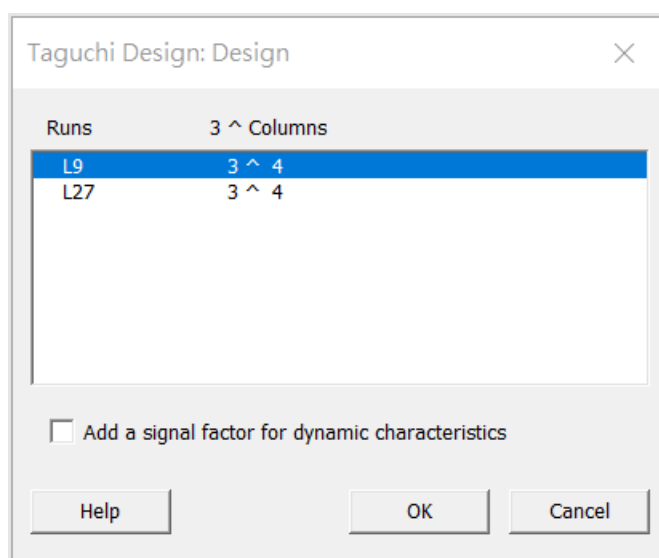 Taguchi Design: Design
Runs 3 ^ Columns
L9 3 ^ 4
L27 3 ^ 4
Add a signal factor for dynamic characteristics
Help OK Cancel